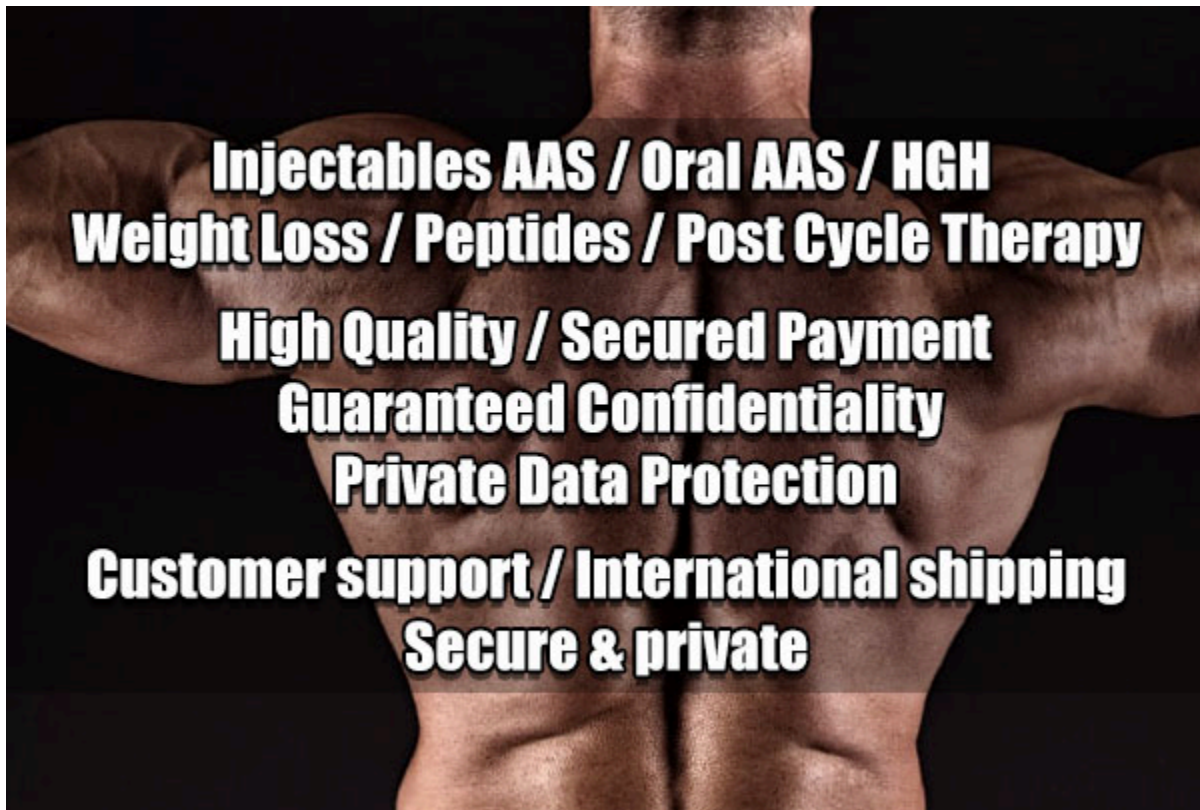 Injectables AAS / Oral AAS / HGH
Weight Loss / Peptides / Post Cycle Therapy
High Quality / Secured Payment
Guaranteed Confidentiality
Private Data Protection
Customer support / International shipping
Secure & private